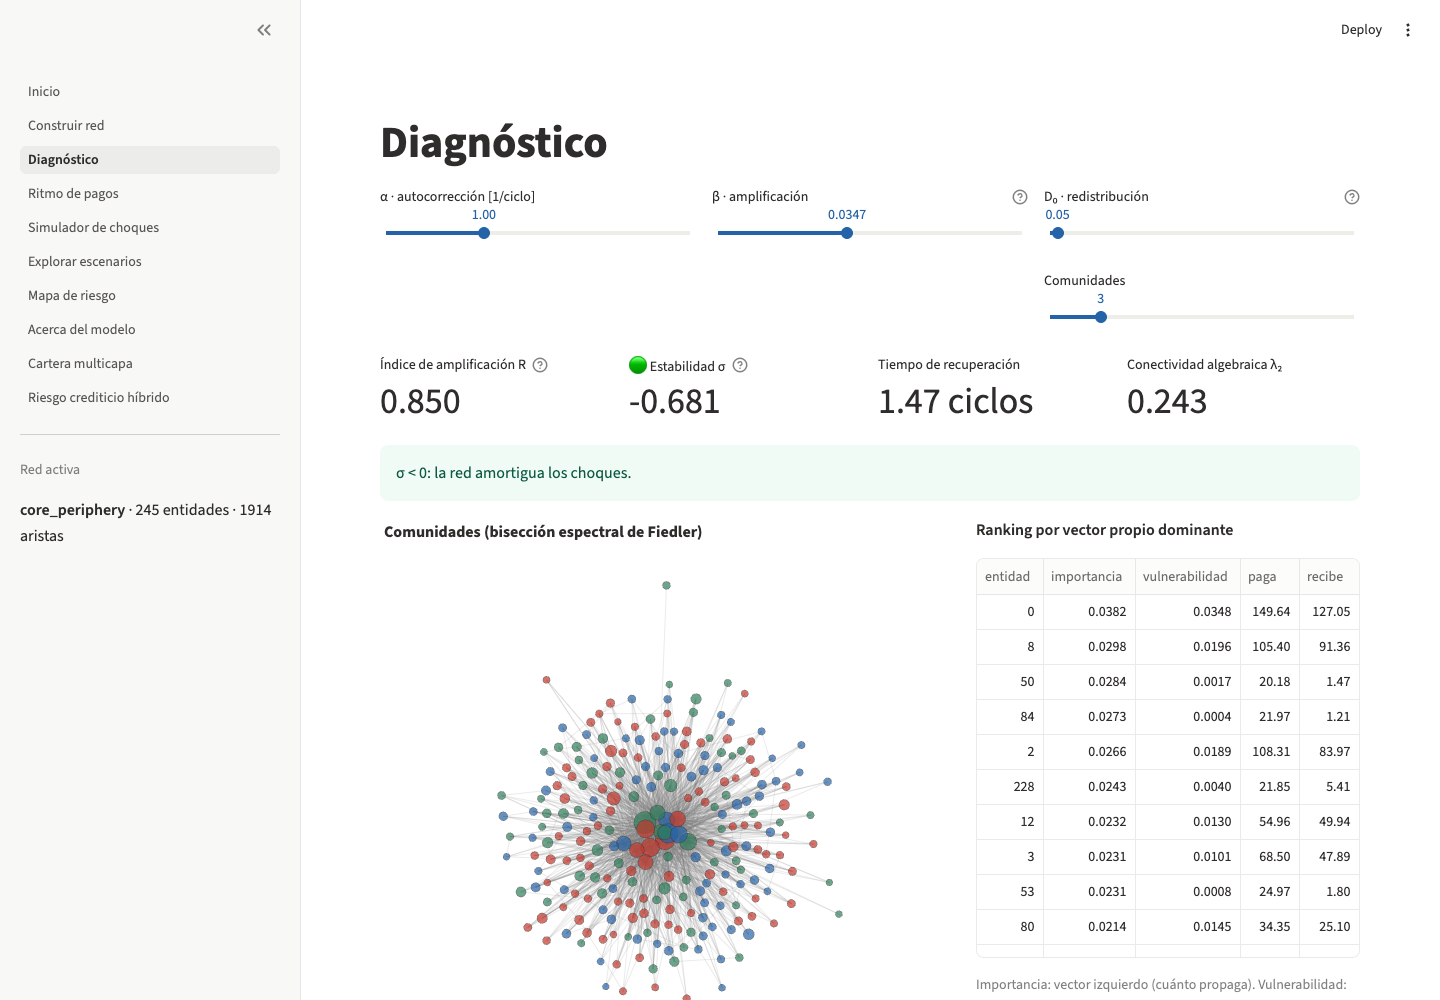 Deploy
Inicio
Construir red
Diagnóstico
Ritmo de pagos
Simulador de choques
Explorar escenarios
Mapa de riesgo
Acerca del modelo
Cartera multicapa
Riesgo crediticio híbrido
Red activa
core_periphery · 245 entidades · 1914
aristas
Diagnóstico
α · autocorrección [1/ciclo]
1.00
β · amplificación
0.0347
D₀ · redistribución
0.05
Comunidades
3
Índice de amplificación R
0.850
Estabilidad σ
-0.681
Tiempo de recuperación
1.47 ciclos
Conectividad algebraica λ₂
0.243
σ < 0: la red amortigua los choques.
Comunidades (bisección espectral de Fiedler)
Ranking por vector propio dominante
entidad importancia vulnerabilidad paga recibe
0 0.0382 0.0348 149.64 127.05
8 0.0298 0.0196 105.40 91.36
50 0.0284 0.0017 20.18 1.47
84 0.0273 0.0004 21.97 1.21
2 0.0266 0.0189 108.31 83.97
228 0.0243 0.0040 21.85 5.41
12 0.0232 0.0130 54.96 49.94
3 0.0231 0.0101 68.50 47.89
53 0.0231 0.0008 24.97 1.80
80 0.0214 0.0145 34.35 25.10
Importancia: vector izquierdo (cuánto propaga). Vulnerabilidad: